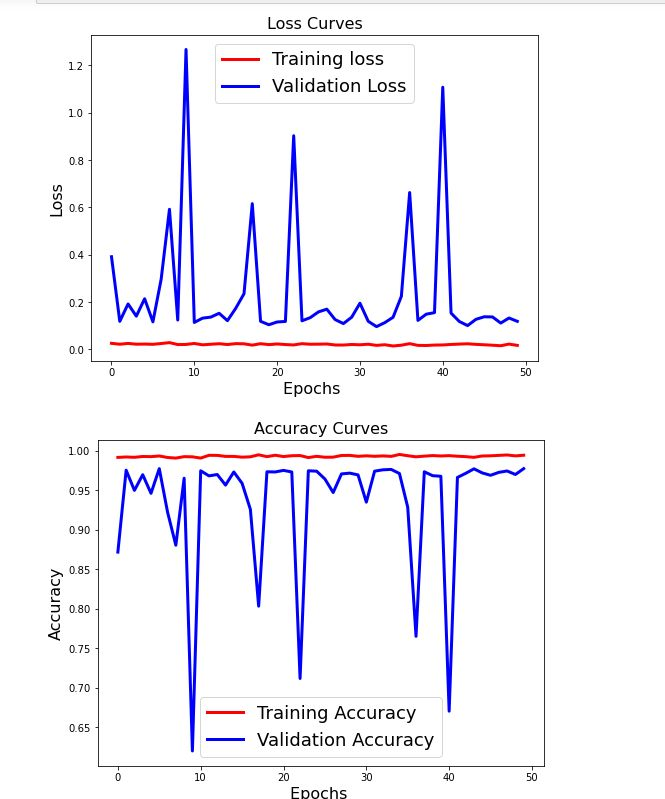 Loss Curves
Training loss
Validation Loss
1.2
1.0
0.8
0.6
0.4
0.2
0.0
Loss
0 10 20 30 40 50
Epochs
Accuracy Curves
1.00
0.95
0.90
0.85
0.80
0.75
0.70
0.65
Accuracy
Training Accuracy
Validation Accuracy
0 10 20 30 40 50
Epochs